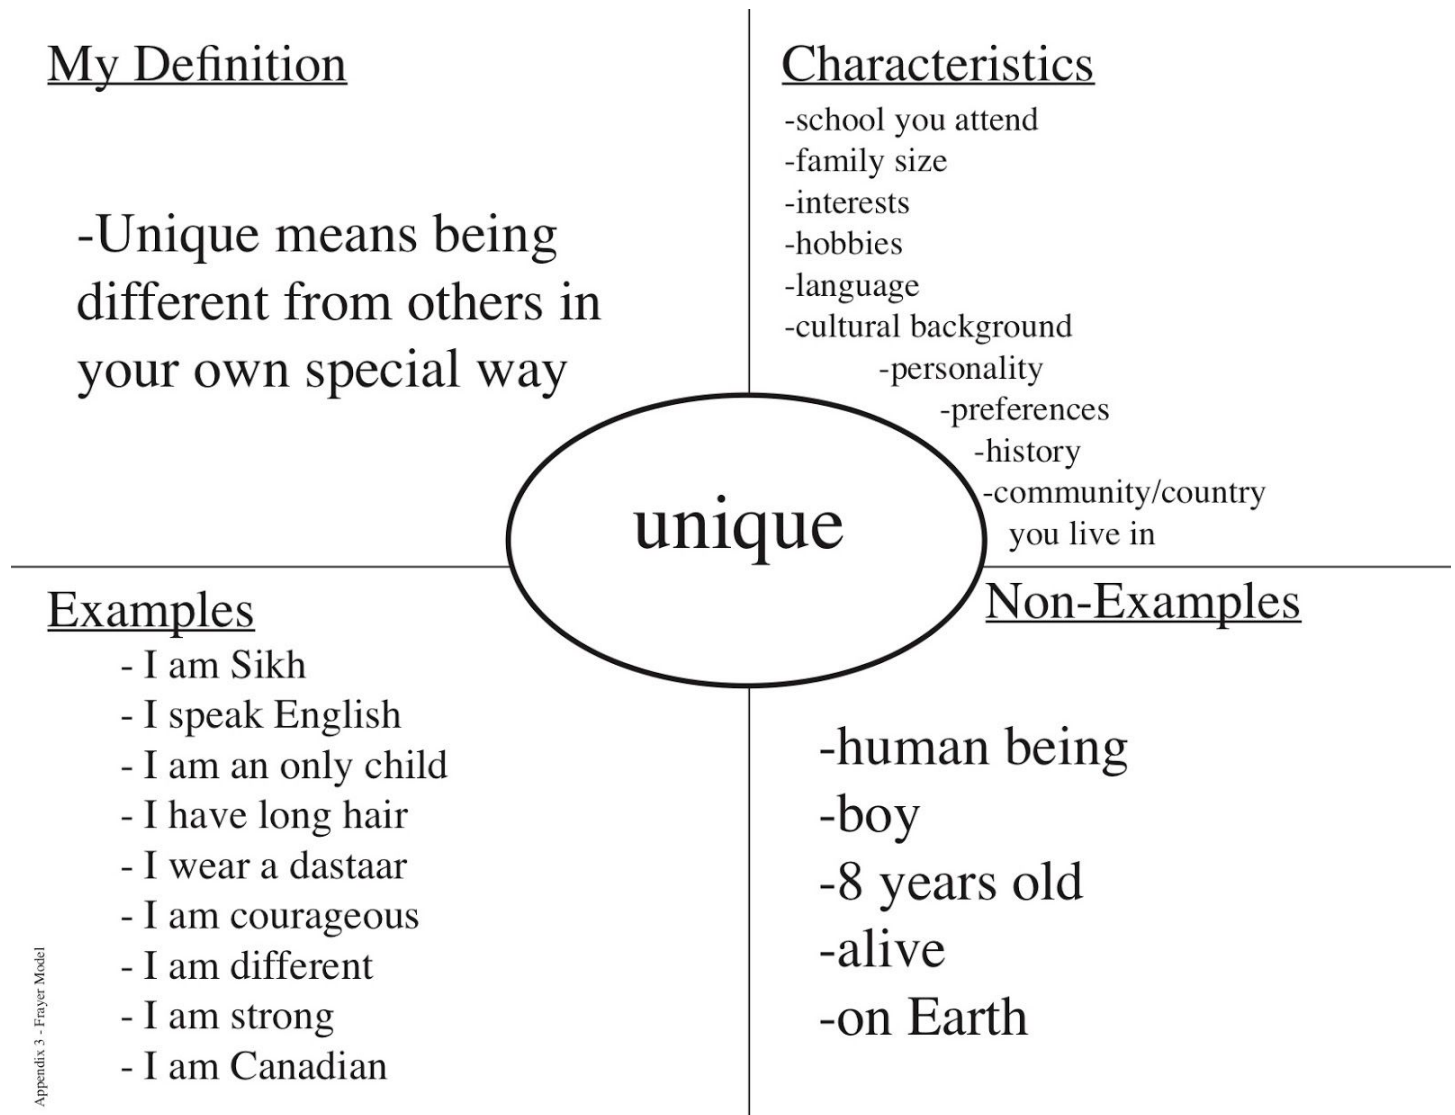 My Definition
-Unique means being
different from others in
your own special way
Characteristics
-school you attend
-family size
-interests
-hobbies
-language
-cultural background
-personality
-preferences
-history
-community/country
you live in
unique
Examples
- I am Sikh
- I speak English
- I am an only child
- I have long hair
- I wear a dastaar
- I am courageous
- I am different
- I am strong
- I am Canadian
Non-Examples
-human being
-boy
-8 years old
-alive
-on Earth
Appendix 3 - Frayer Model